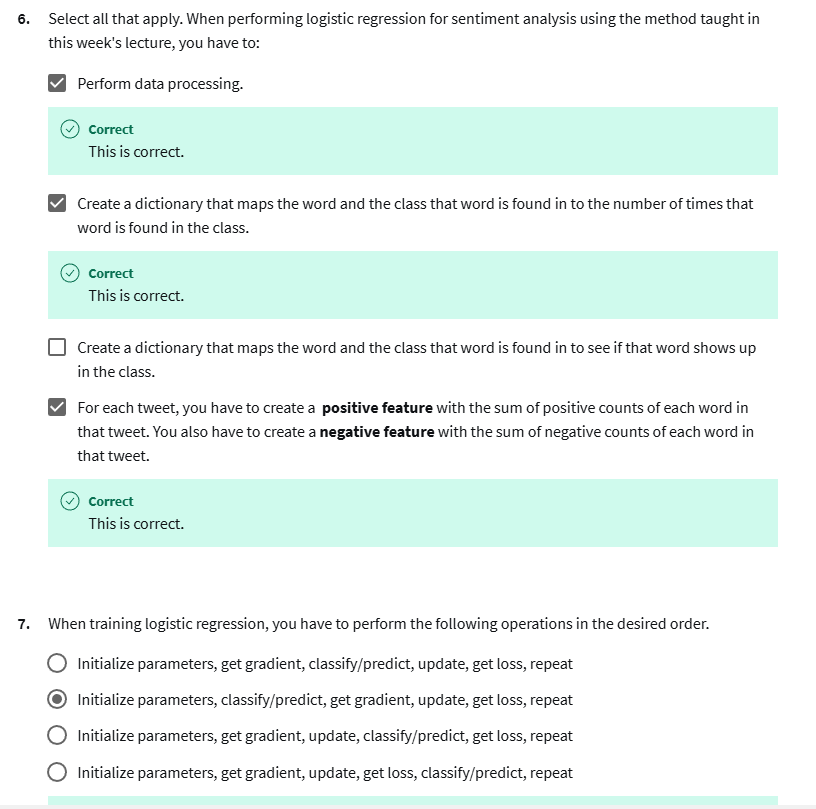 6. Select all that apply. When performing logistic regression for sentiment analysis using the method taught in
this week's lecture, you have to:
Perform data processing.
Correct
This is correct.
Create a dictionary that maps the word and the class that word is found in to the number of times that
word is found in the class.
Correct
This is correct.
Create a dictionary that maps the word and the class that word is found in to see if that word shows up
in the class.
For each tweet, you have to create a positive feature with the sum of positive counts of each word in
that tweet. You also have to create a negative feature with the sum of negative counts of each word in
that tweet.
Correct
This is correct.
7. When training logistic regression, you have to perform the following operations in the desired order.
Initialize parameters, get gradient, classify/predict, update, get loss, repeat
Initialize parameters, classify/predict, get gradient, update, get loss, repeat
Initialize parameters, get gradient, update, classify/predict, get loss, repeat
Initialize parameters, get gradient, update, get loss, classify/predict, repeat